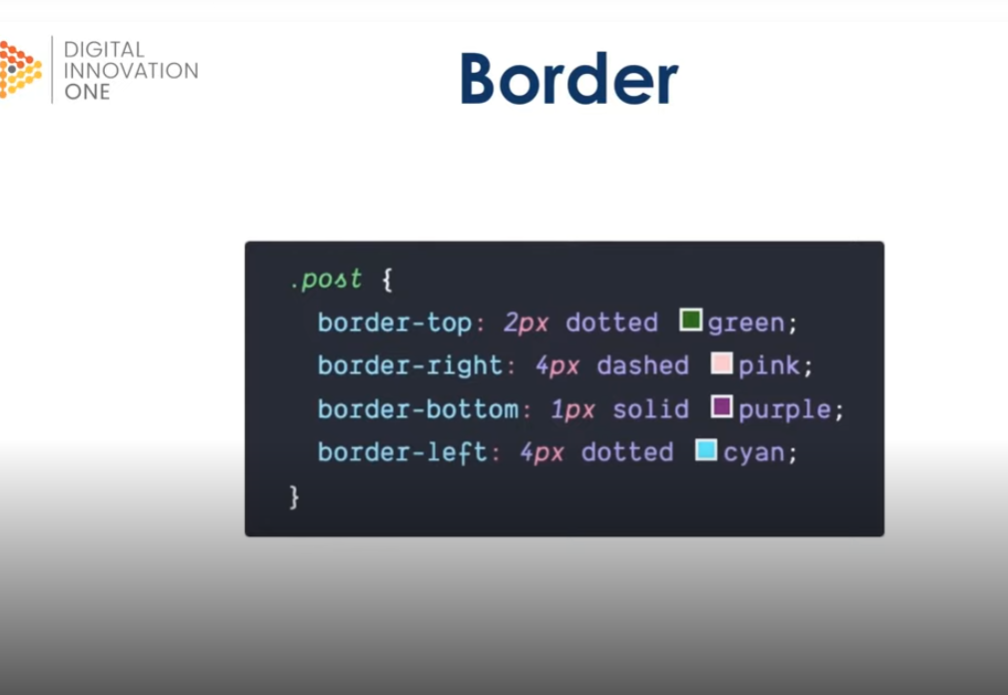 DIGITAL
INNOVATION
ONE
Border
.post {
border-top: 2px dotted green;
border-right: 4px dashed pink;
border-bottom: 1px solid purple;
border-left: 4px dotted cyan;
}